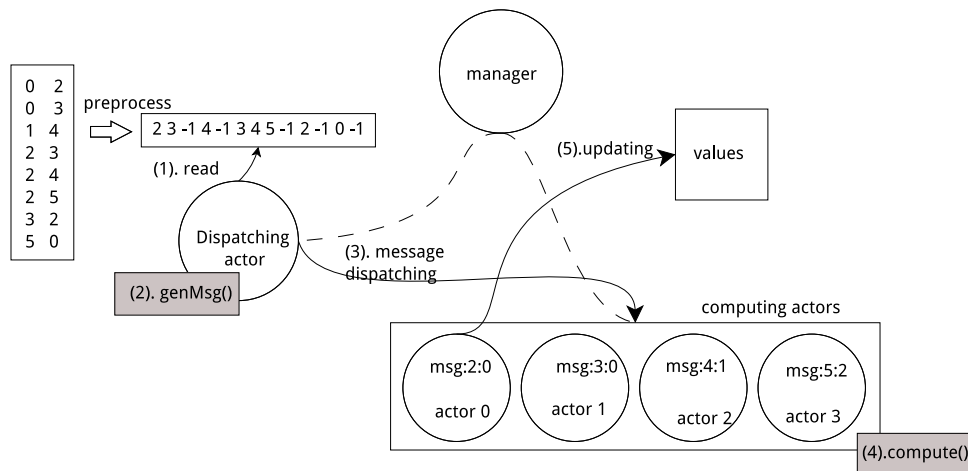 manager
0 2
0 3
1 4
2 3
2 4
2 5
3 2
5 0
preprocess
2 3 -1 4 -1 3 4 5 -1 2 -1 0 -1
(1). read
(5).updating
values
Dispatching
actor
(2). genMsg()
(3). message
dispatching
computing actors
msg:2:0
actor 0
msg:3:0
actor 1
msg:4:1
actor 2
msg:5:2
actor 3
(4).compute()